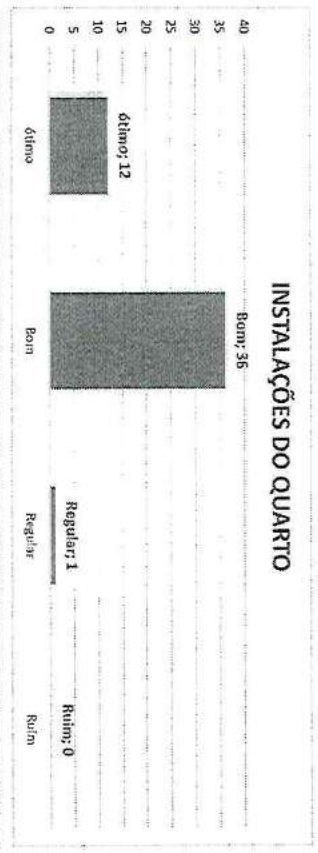 INSTALAÇÕES DO QUARTO
40
35
30
25
20
15
10
5
0
ótimo; 12
Bom; 36
Regular; 1
Ruim; 0
ótimo
Bom
Regular
Ruim